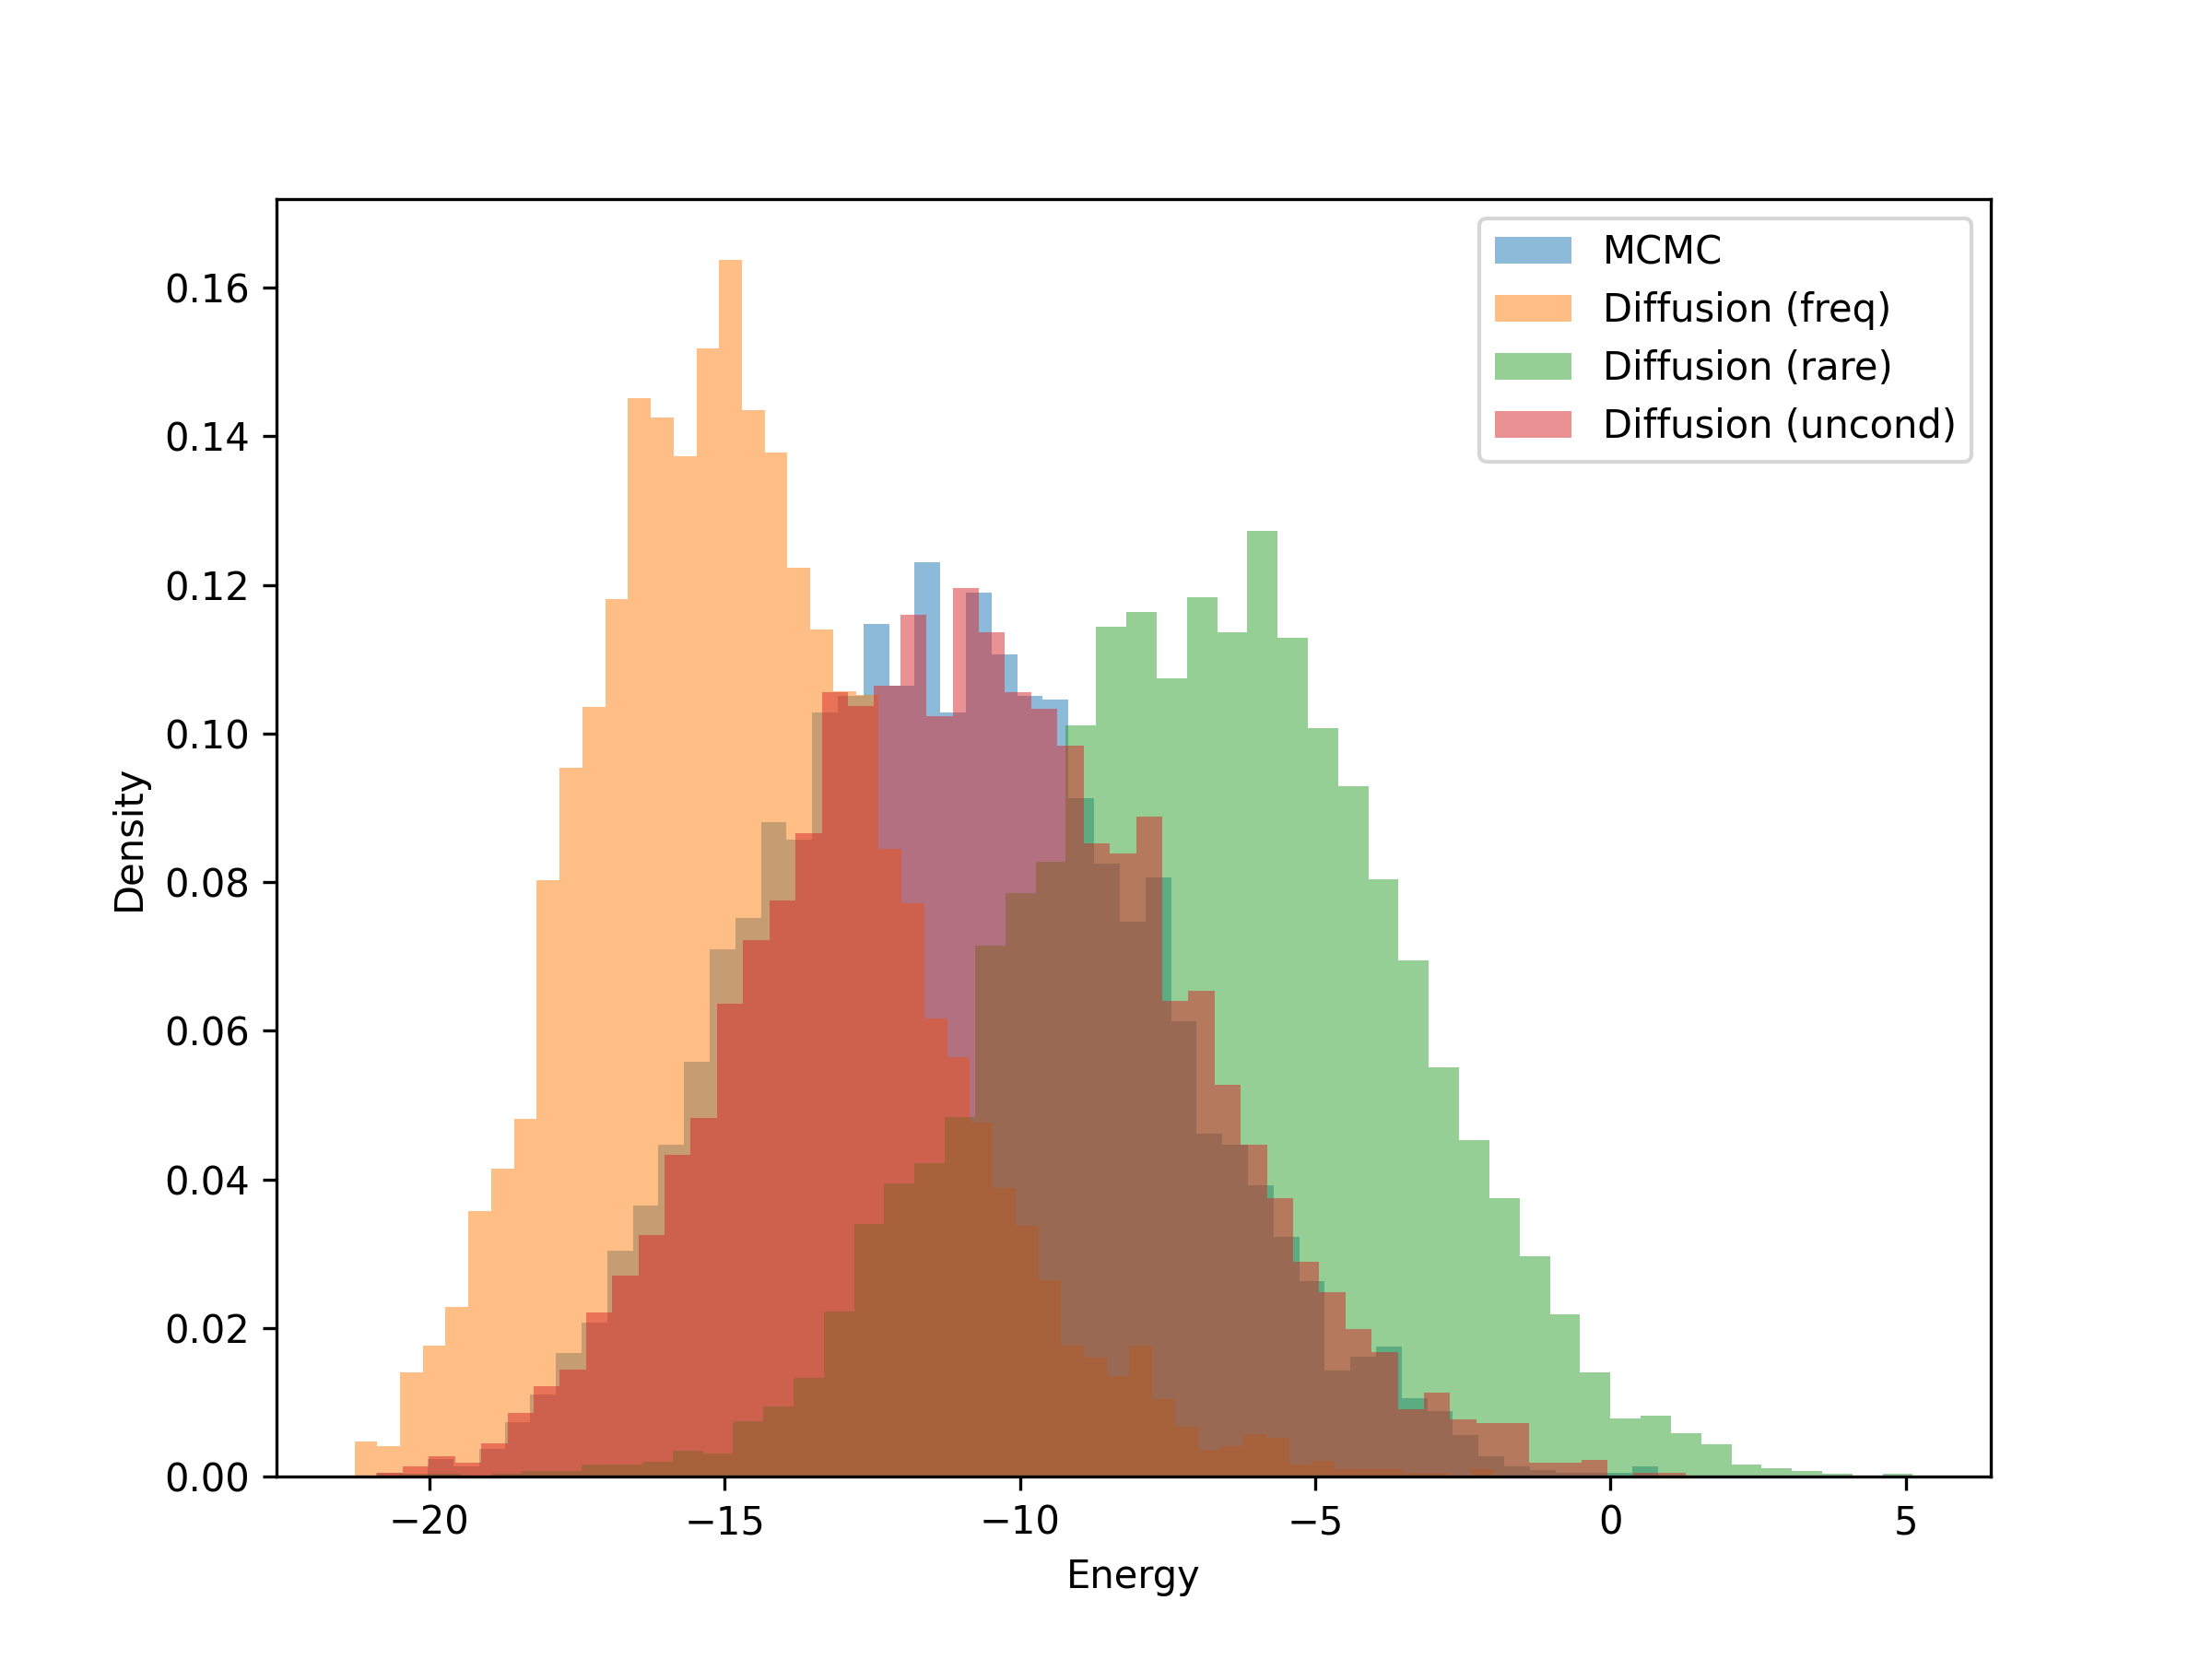 MCMC
Diffusion (freq)
Diffusion (rare)
Diffusion (uncond)
0.16
0.14
0.12
0.10
0.08
0.06
0.04
0.02
0.00
Density
−20 −15 −10 −5 0 5
Energy